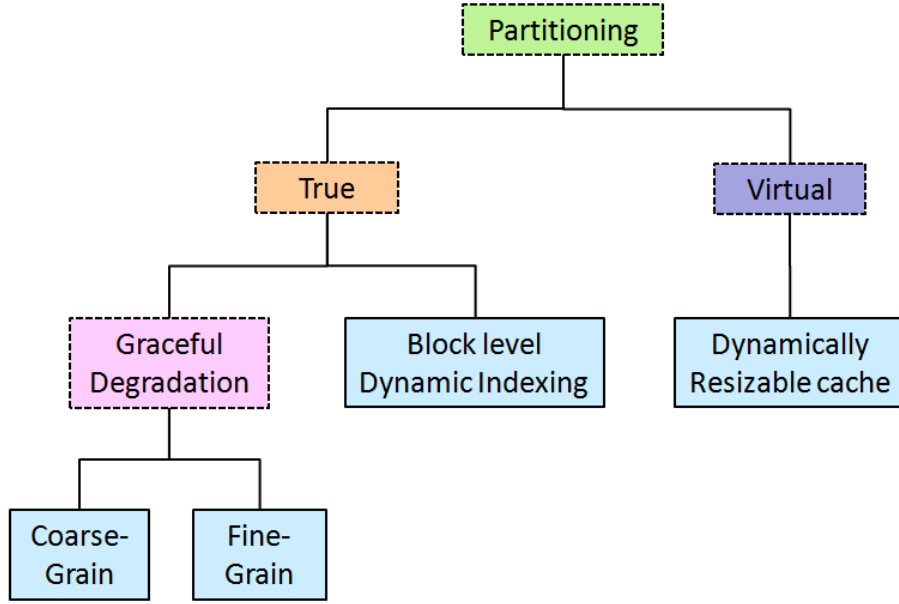 Partitioning
True
Virtual
Graceful
Degradation
Block level
Dynamic Indexing
Dynamically
Resizable cache
Coarse-
Grain
Fine-
Grain